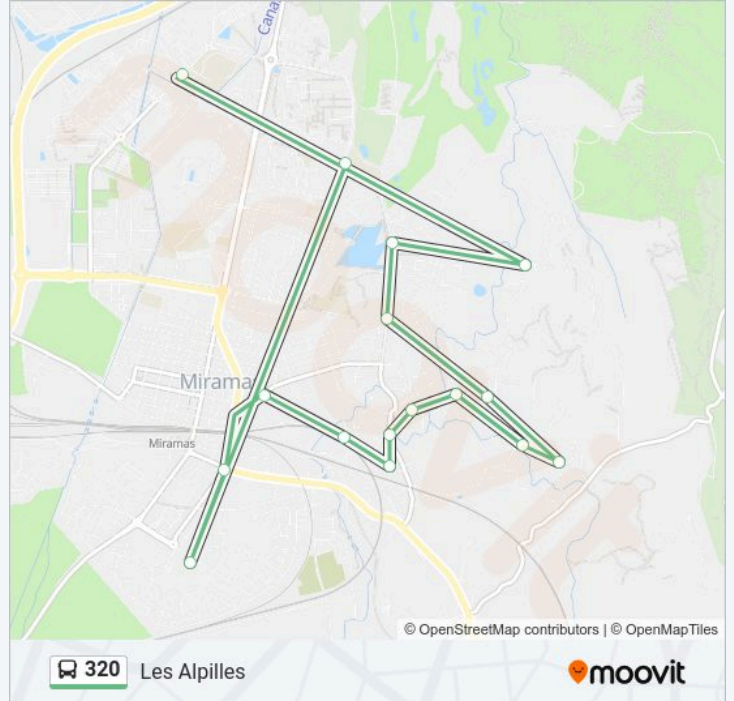 Cana
Mirama
Miramas
© OpenStreetMap contributors | © OpenMapTiles
320 Les Alpilles
moovit